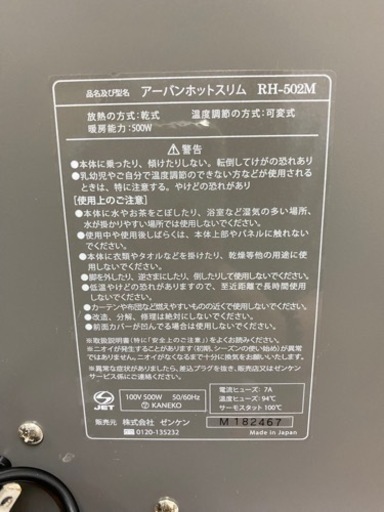 品名及び型名 アーバンホットスリム RH-502M
放熱の方式：乾式 温度調節の方式：可変式
暖房能力：500W
警告
●本体に乗ったり、傾けたりしない。転倒してけがの恐れあり
●乳幼児やご自分で温度調節のできない方などが使用されるときは、特に注意する。やけどの恐れあり
[使用上のご注意]
●本体に水やお茶をこぼしたり、浴室など湿気の多い場所、
水が掛かりやすい場所では使用しないでください。
●使用中や使用後しばらくは、本体上部やパネルに触れな
いでください。
●本体に衣類やタオルなどを掛けたり、乾燥等他の用途に使
用しないでください。
●脚を外したり、逆さまにしたり、倒したりして使用しないでください。
●低温やけどの恐れがありますので、至近距離で長時間使用
しないでください。
●カーテンや布団など燃えやすいものの近くで使用しないでください。
●改造、分解、修理は絶対にしないでください。
●前面カバーが凹んでる場合は使用しないでください。
※取扱説明書（特に「安全上のご注意」）をよくお読みください。
※ニオイが発生することがあります（初期、シーズンの使い始め）が異常
ではありません。ニオイがなくなるまで十分に換気を行ってください。
異常な症状がありましたら、差込プラグを抜き、販売店又はゼンケン
サービス係にご連絡ください。
JET
100V 500W 50/60Hz
KANEKO
電流ヒューズ： 7A
温度ヒューズ： 94℃
サーモスタット 100℃
販売元 株式会社 ゼンケン
0120-135232
M 182467
Made in Japan